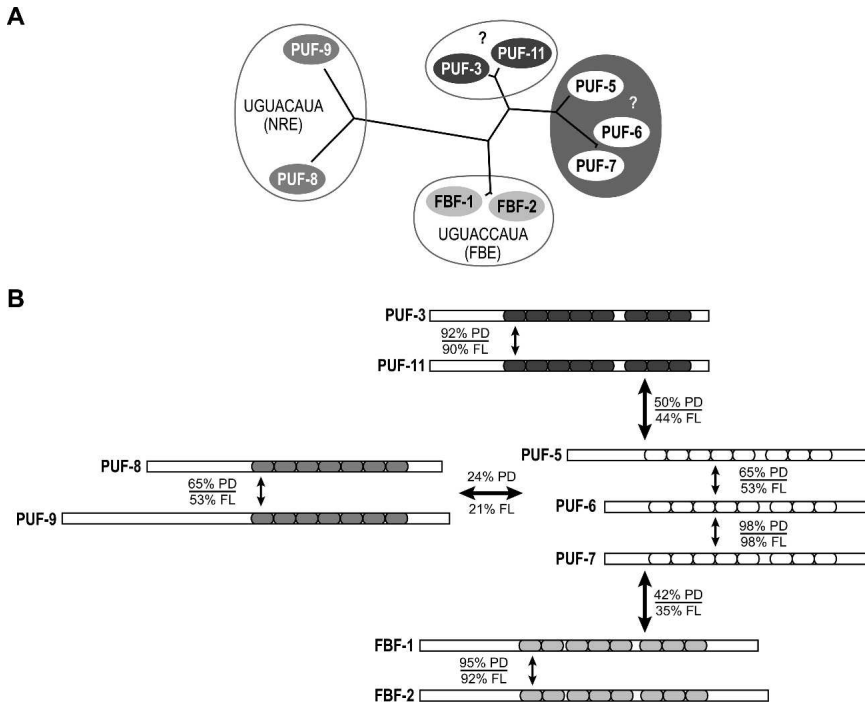 A
PUF-9
UGUACAUA
(NRE)
PUF-8
?
PUF-3
PUF-11
PUF-5
?
PUF-6
PUF-7
FBF-1
FBF-2
UGUACCAUA
(FBE)
B
PUF-3
92% PD
90% FL
PUF-11
50% PD
44% FL
PUF-8
65% PD
53% FL
PUF-9
24% PD
21% FL
PUF-5
65% PD
53% FL
PUF-6
98% PD
98% FL
PUF-7
42% PD
35% FL
FBF-1
95% PD
92% FL
FBF-2